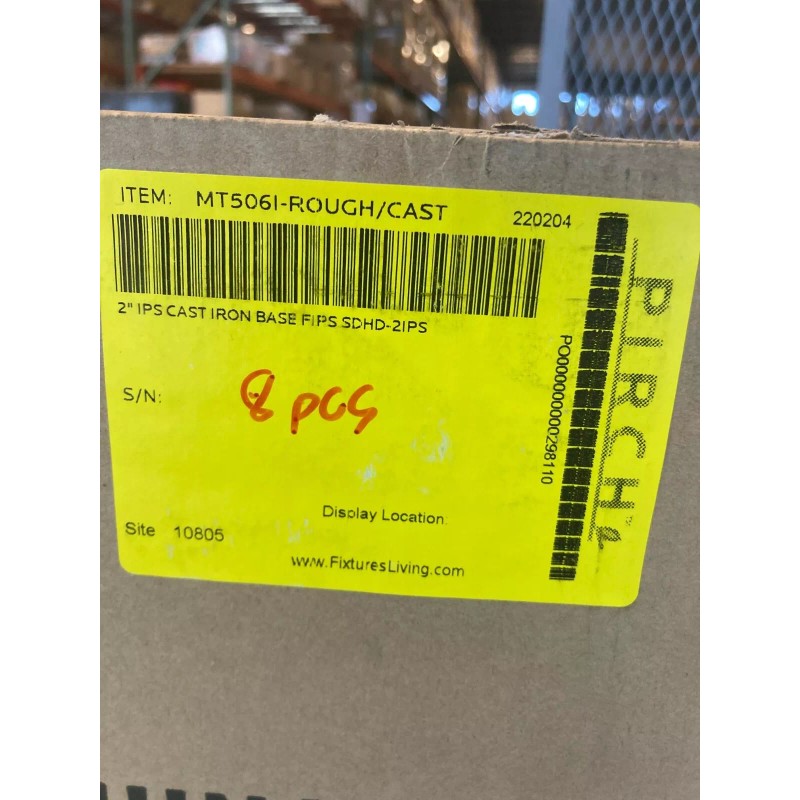 ITEM: MT506I-ROUGH/CAST
220204
2" IPS CAST IRON BASE FIPS SDHD-2IPS
S/N: 8 pcs
Display Location:
Site 10805
www.FixturesLiving.com
PO00000000000298110
PIRCH